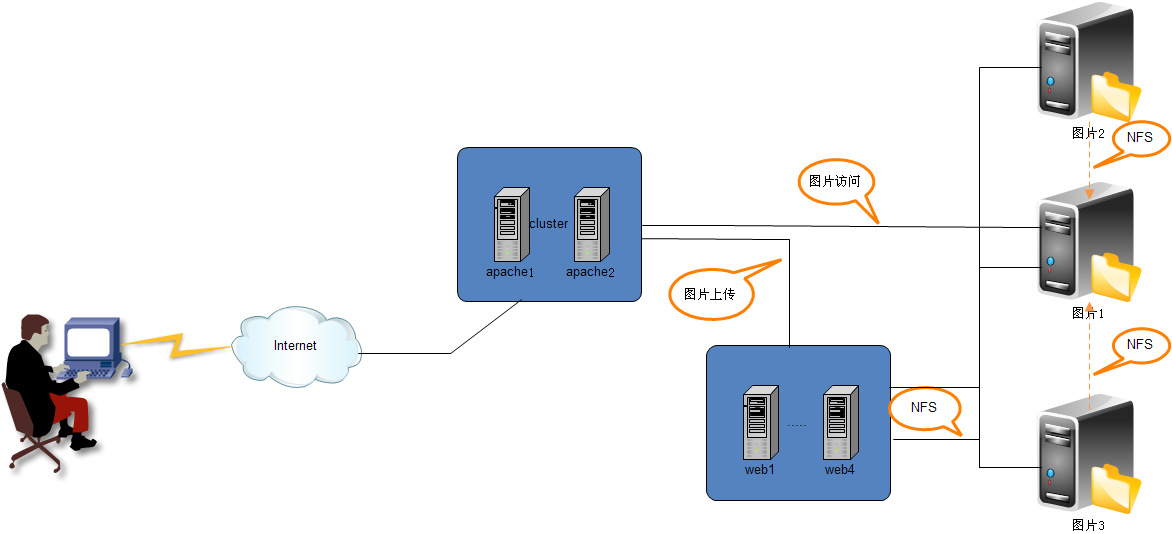 图片2
NFS
图片访问
cluster
apache1
apache2
图片上传
图片1
Internet
NFS
NFS
.....
web1
web4
图片3